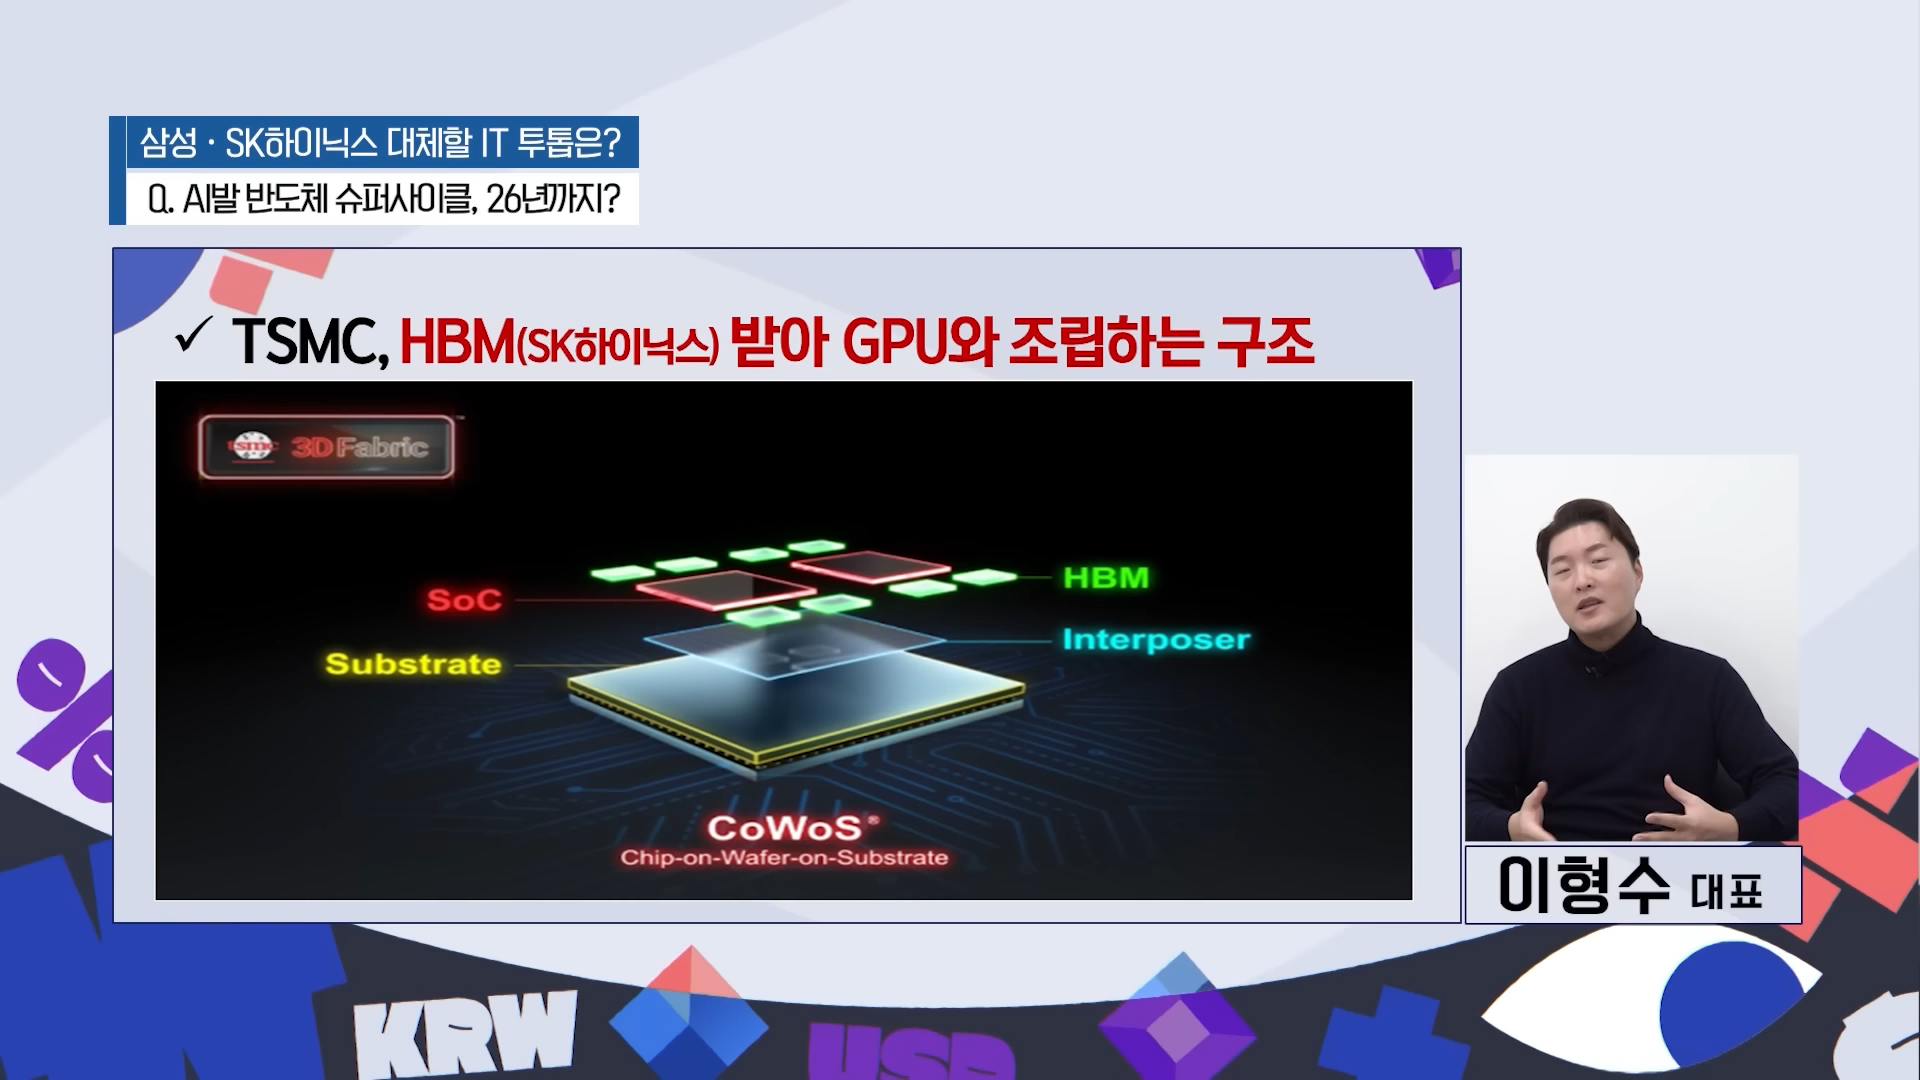 삼성 · SK하이닉스 대체할 IT 투톱은?
Q. AI발 반도체 슈퍼사이클, 26년까지?
✓ TSMC, HBM(SK하이닉스) 받아 GPU와 조립하는 구조
tsmc 3DFabric™
SoC
HBM
Interposer
Substrate
CoWoS®
Chip-on-Wafer-on-Substrate
이형수 대표
%
KRW
USD